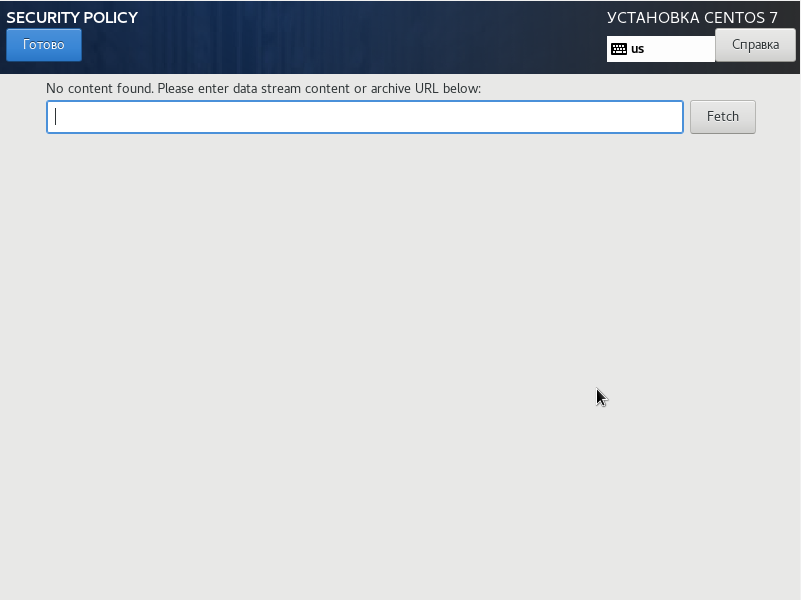 SECURITY POLICY
УСТАНОВКА CENTOS 7
Готово
us
Справка
No content found. Please enter data stream content or archive URL below:
Fetch